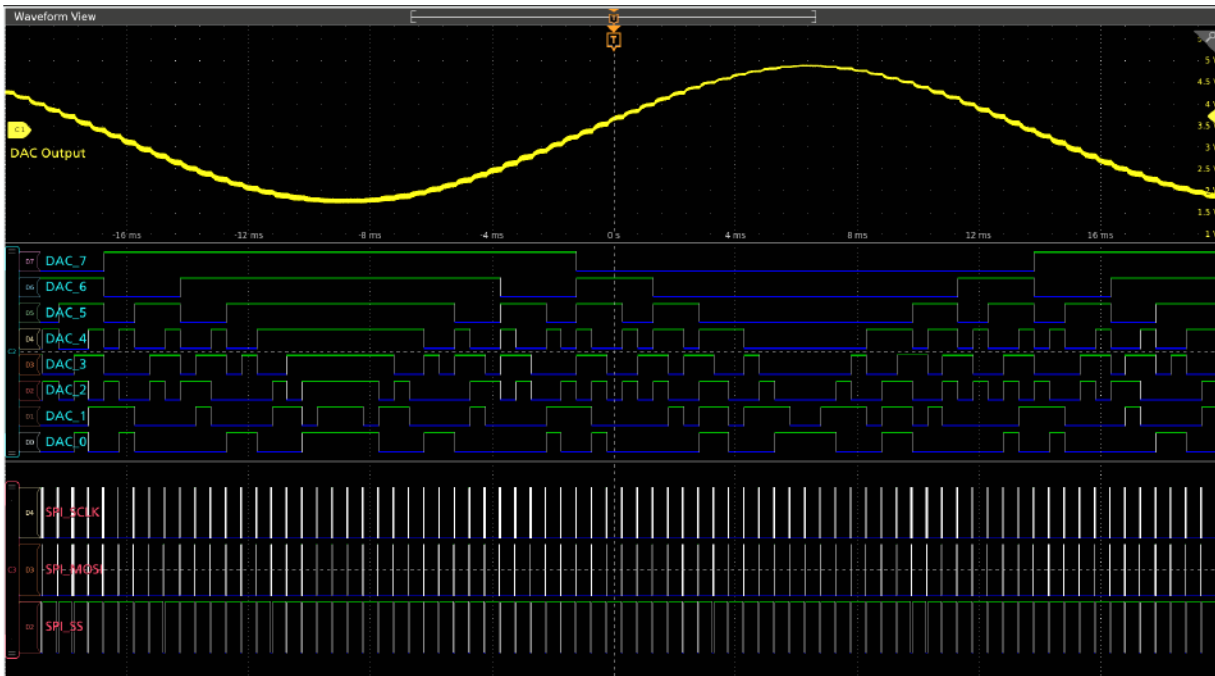 Waveform View
T
5 V
4.5 V
4 V
3.5 V
3 V
2.5 V
2 V
1.5 V
1 V
C1
DAC Output
-16 ms -12 ms -8 ms -4 ms 0 s 4 ms 8 ms 12 ms 16 ms
D7 DAC_7
D6 DAC_6
D5 DAC_5
D4 DAC_4
D3 DAC_3
D2 DAC_2
D1 DAC_1
D0 DAC_0
D4 SPI_SCLK
D3 SPI_MOSI
D2 SPI_SS